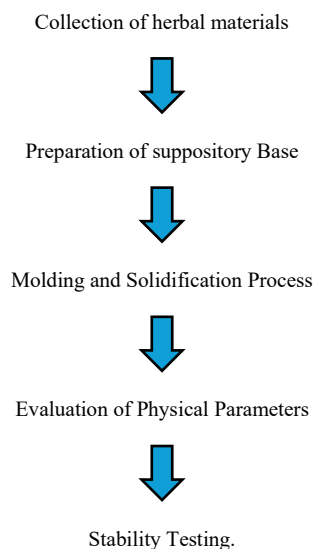 Collection of herbal materials
Preparation of suppository Base
Molding and Solidification Process
Evaluation of Physical Parameters
Stability Testing.